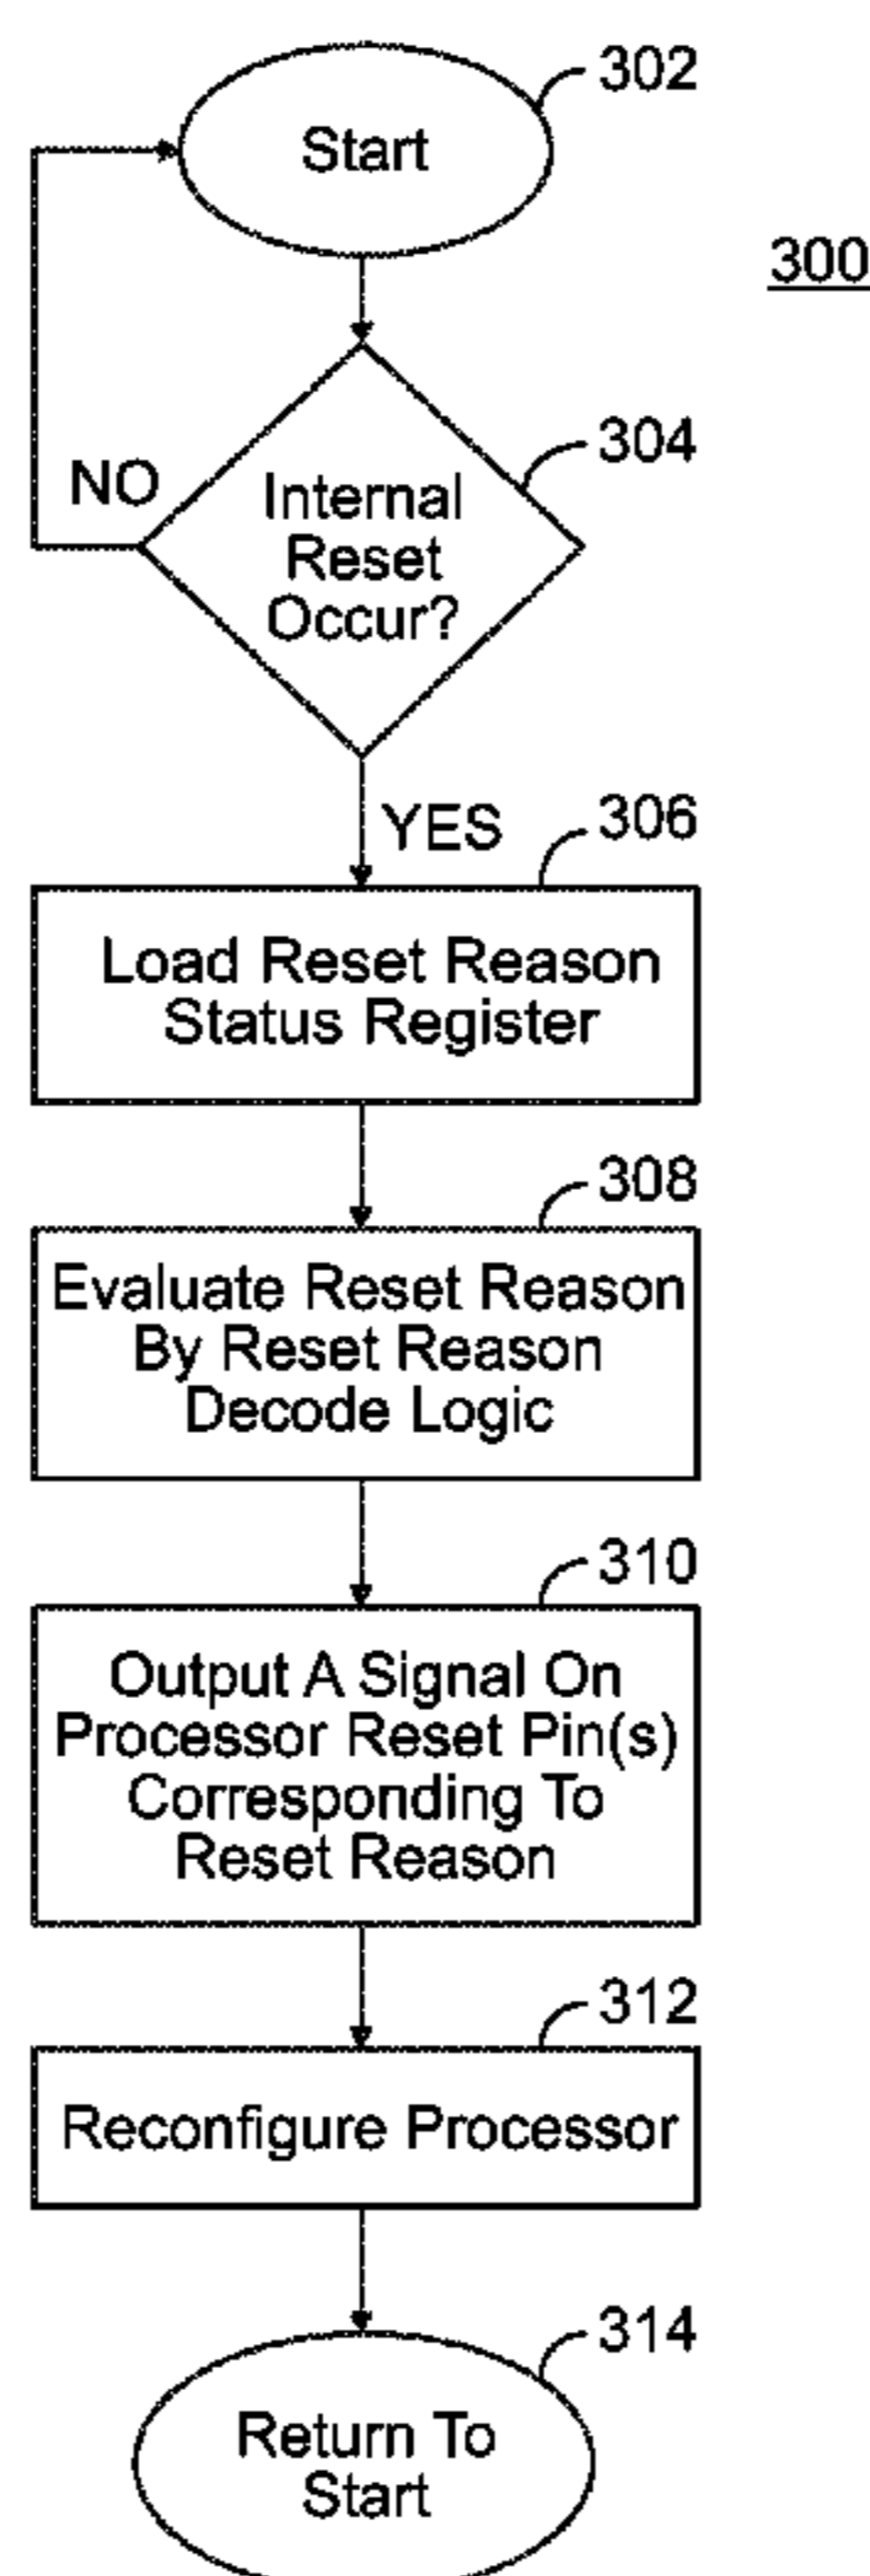 302
Start
300
304
NO
Internal
Reset
Occur?
YES
306
Load Reset Reason
Status Register
308
Evaluate Reset Reason
By Reset Reason
Decode Logic
310
Output A Signal On
Processor Reset Pin(s)
Corresponding To
Reset Reason
312
Reconfigure Processor
314
Return To
Start